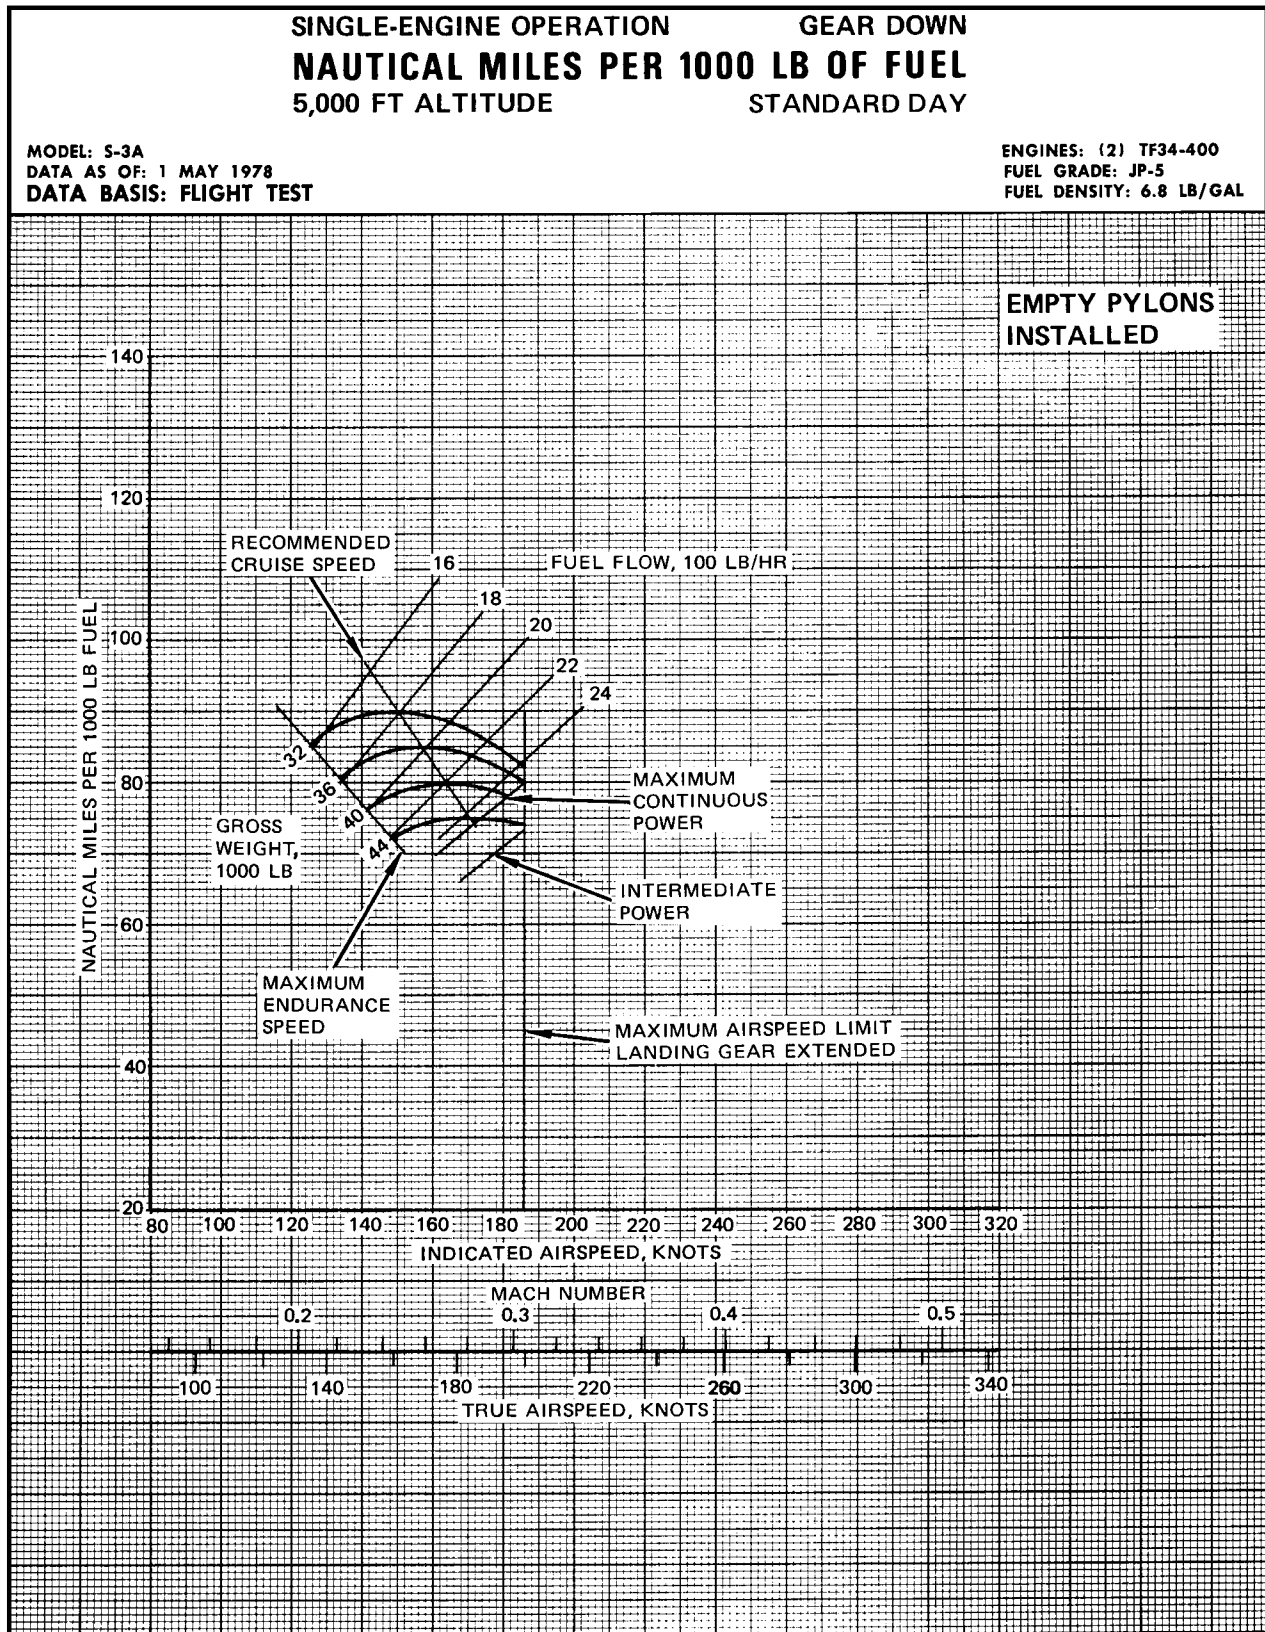 SINGLE-ENGINE OPERATION GEAR DOWN
NAUTICAL MILES PER 1000 LB OF FUEL
5,000 FT ALTITUDE STANDARD DAY
MODEL: S-3A
DATA AS OF: 1 MAY 1978
DATA BASIS: FLIGHT TEST
ENGINES: (2) TF34-400
FUEL GRADE: JP-5
FUEL DENSITY: 6.8 LB/GAL
EMPTY PYLONS
INSTALLED
140
120
100
80
60
40
20
NAUTICAL MILES PER 1000 LB FUEL
RECOMMENDED
CRUISE SPEED
16
FUEL FLOW, 100 LB/HR
18
20
22
24
32
36
40
44
GROSS
WEIGHT,
1000 LB
MAXIMUM
CONTINUOUS
POWER
INTERMEDIATE
POWER
MAXIMUM
ENDURANCE
SPEED
MAXIMUM AIRSPEED LIMIT
LANDING GEAR EXTENDED
80 100 120 140 160 180 200 220 240 260 280 300 320
INDICATED AIRSPEED, KNOTS
MACH NUMBER
0.2 0.3 0.4 0.5
100 140 180 220 260 300 340
TRUE AIRSPEED, KNOTS